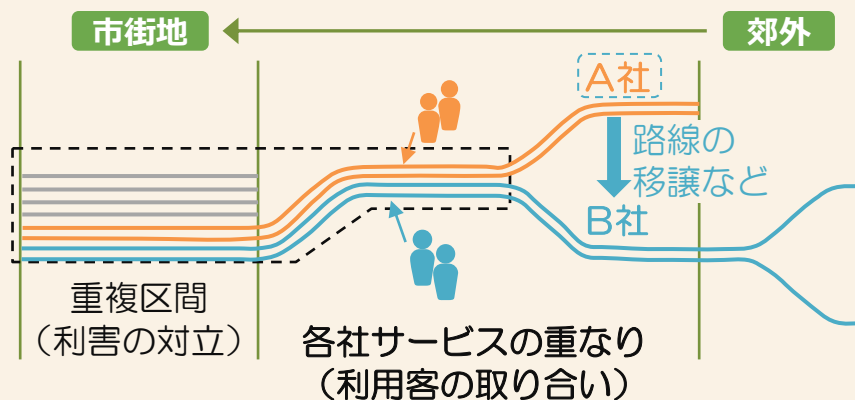 市街地
郊外
A社
路線の
移譲など
B社
重複区間
（利害の対立）
各社サービスの重なり
（利用客の取り合い）